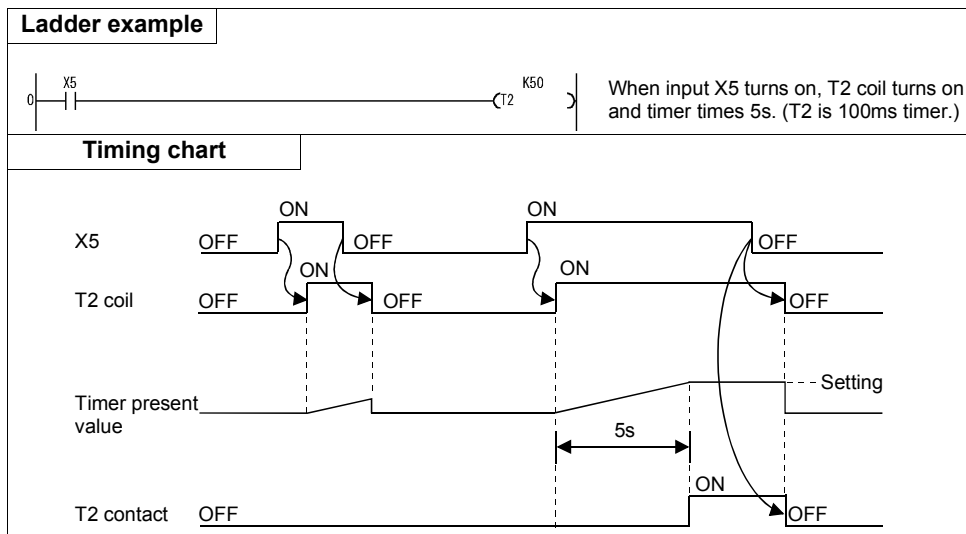 Ladder example
X5
K50
0
T2
When input X5 turns on, T2 coil turns on
and timer times 5s. (T2 is 100ms timer.)
Timing chart
ON
ON
X5
OFF
OFF
OFF
ON
ON
T2 coil
OFF
OFF
OFF
Setting
Timer present
value
5s
ON
T2 contact
OFF
OFF